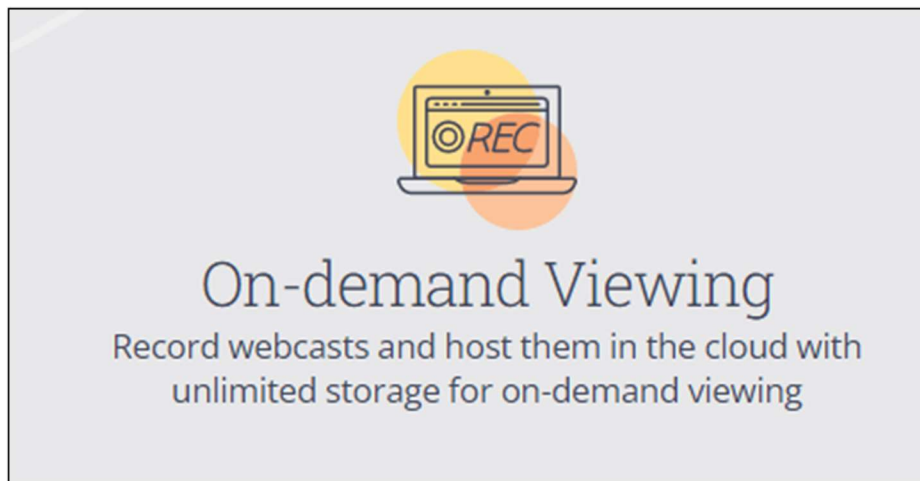 REC
On-demand Viewing
Record webcasts and host them in the cloud with
unlimited storage for on-demand viewing